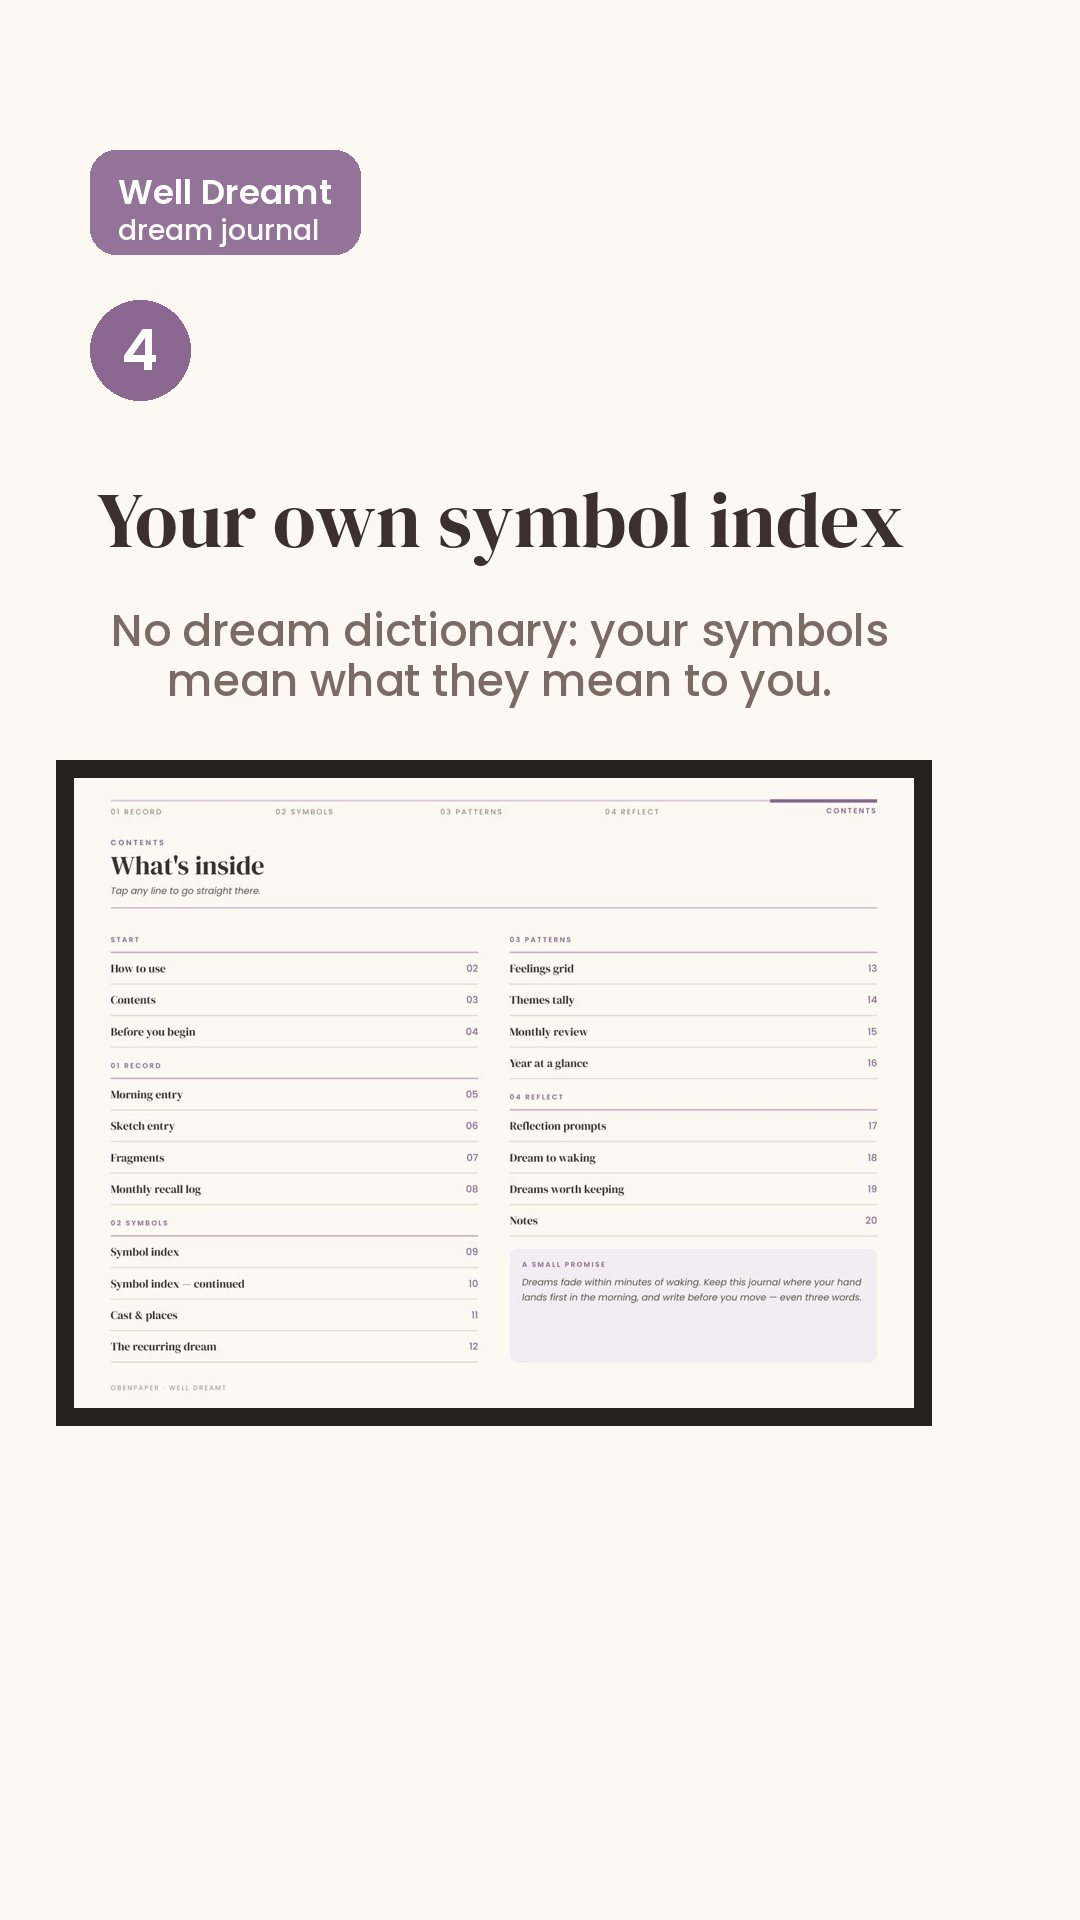 Well Dreamt
dream journal
4
Your own symbol index
No dream dictionary: your symbols
mean what they mean to you.
01 RECORD
02 SYMBOLS
03 PATTERNS
04 REFLECT
CONTENTS
CONTENTS
What's inside
Tap any line to go straight there.
START
How to use 02
Contents 03
Before you begin 04
01 RECORD
Morning entry 05
Sketch entry 06
Fragments 07
Monthly recall log 08
02 SYMBOLS
Symbol index 09
Symbol index — continued 10
Cast & places 11
The recurring dream 12
03 PATTERNS
Feelings grid 13
Themes tally 14
Monthly review 15
Year at a glance 16
04 REFLECT
Reflection prompts 17
Dream to waking 18
Dreams worth keeping 19
Notes 20
A SMALL PROMISE
Dreams fade within minutes of waking. Keep this journal where your hand
lands first in the morning, and write before you move — even three words.
OBENPAPER · WELL DREAMT